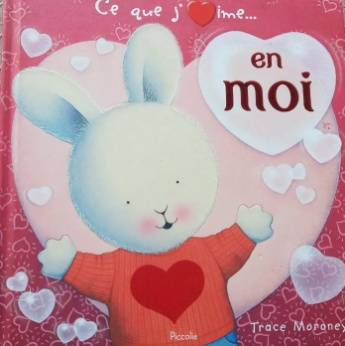 Ce que j'ime...
en
moi
Trace Moroney
Piccolia